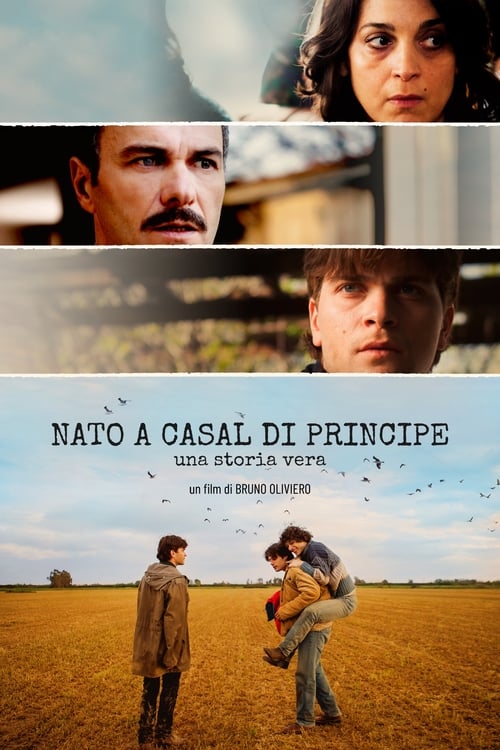 NATO A CASAL DI PRINCIPE
una storia vera
un film di BRUNO OLIVIERO